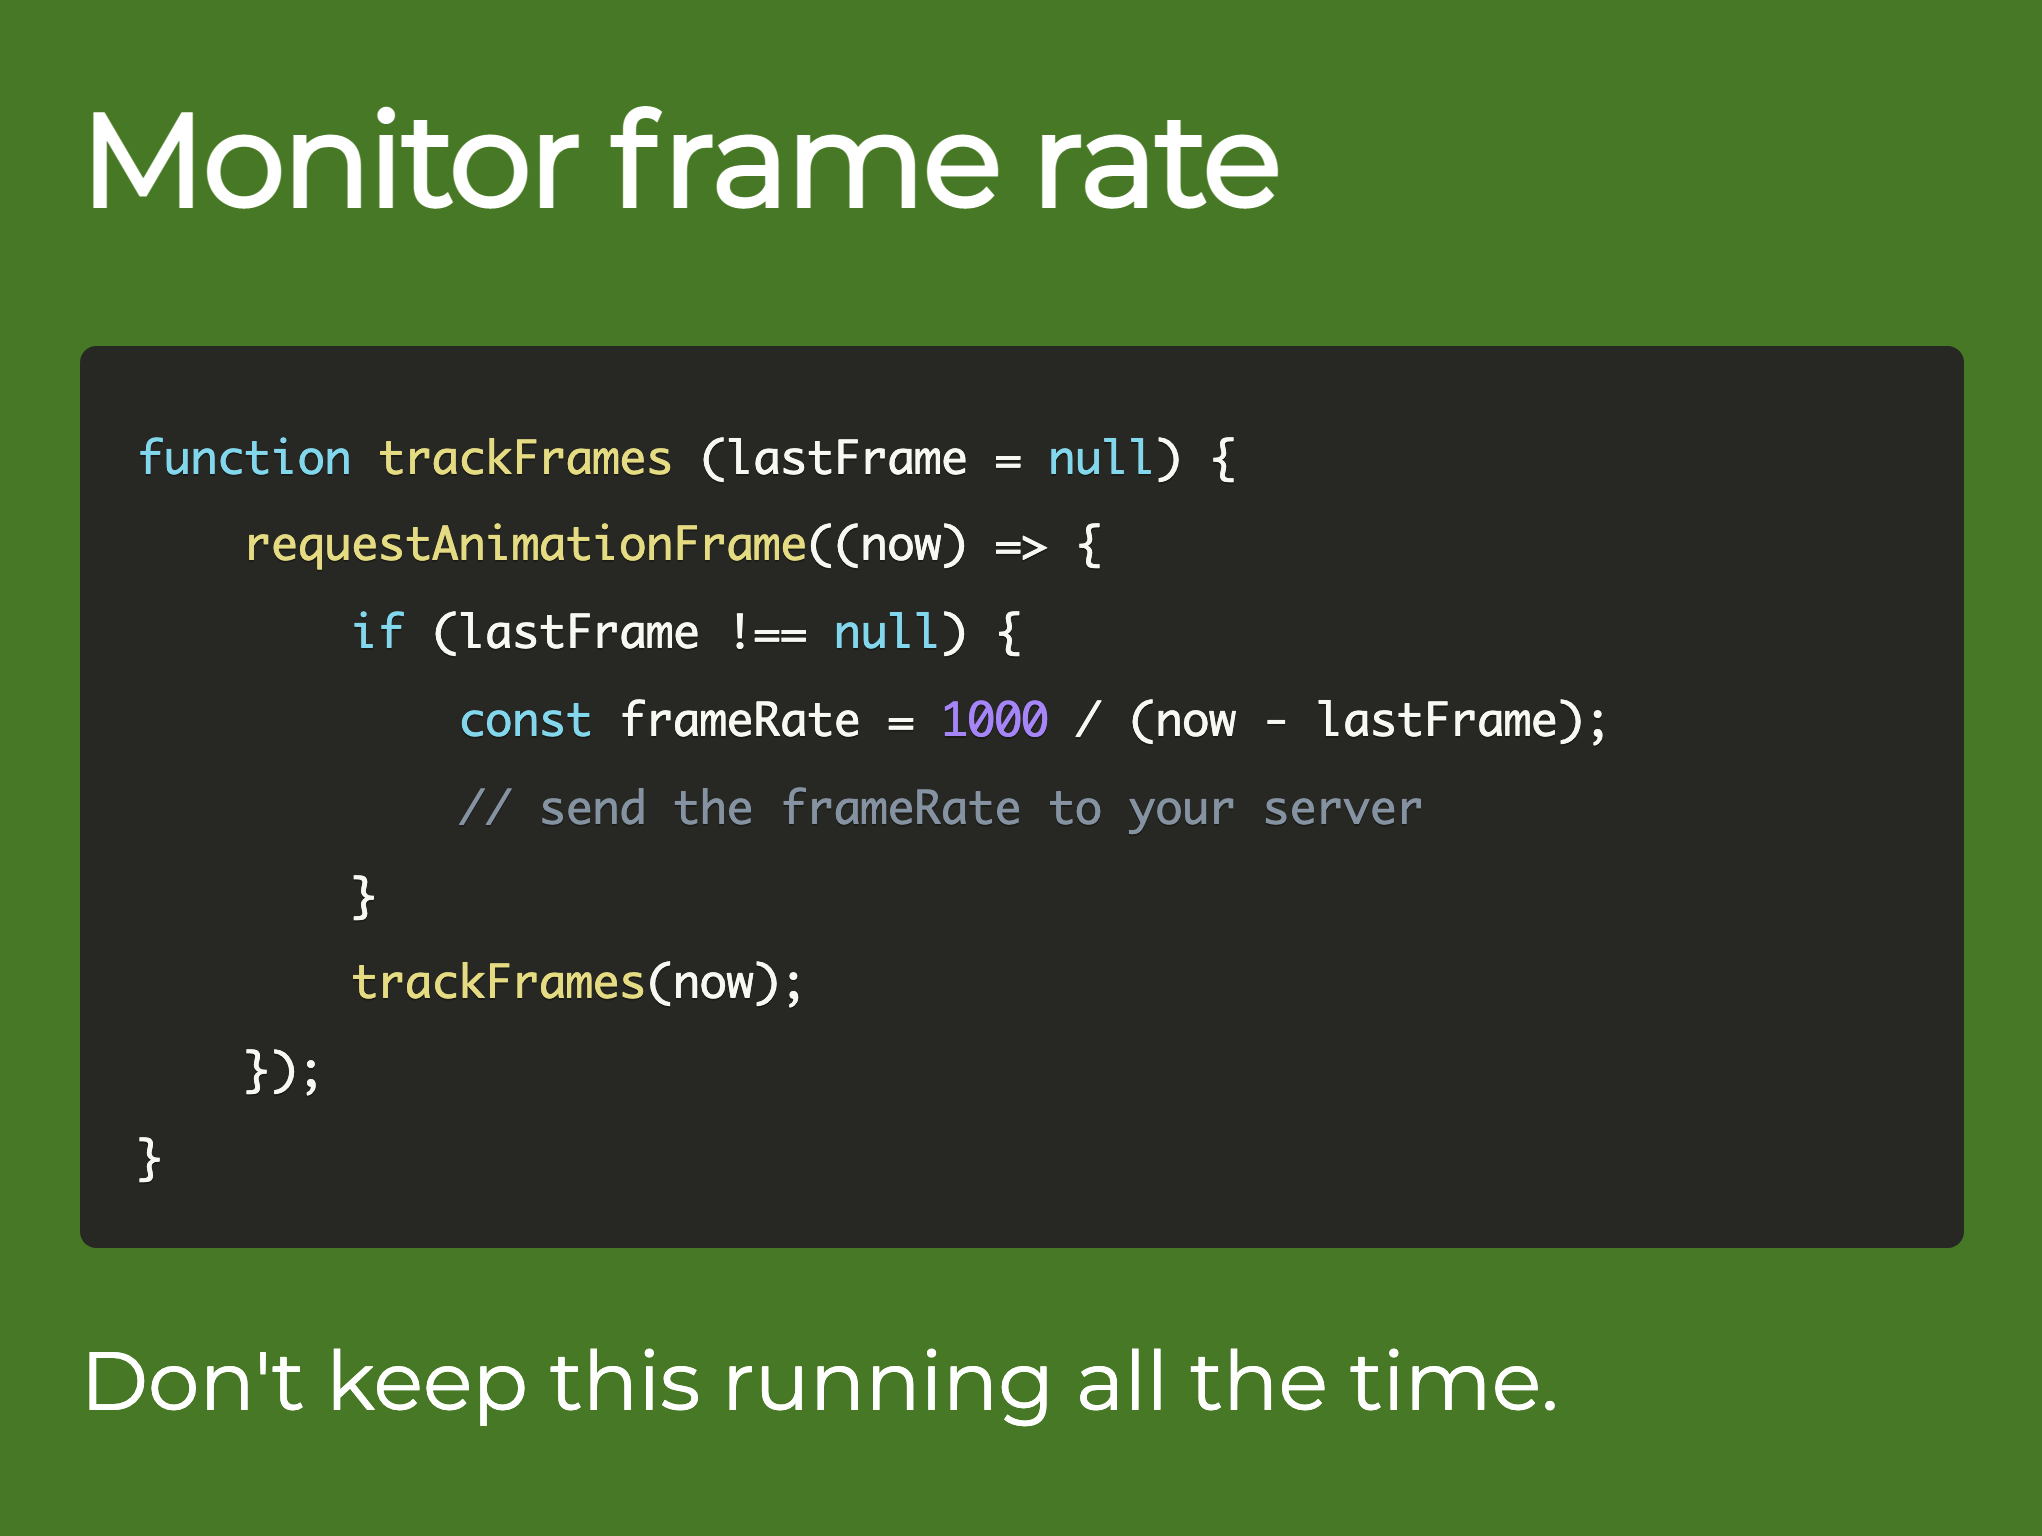 Monitor frame rate
function trackFrames (lastFrame = null) {
    requestAnimationFrame((now) => {
        if (lastFrame !== null) {
            const frameRate = 1000 / (now - lastFrame);
            // send the frameRate to your server
        }
        trackFrames(now);
    });
}
Don't keep this running all the time.